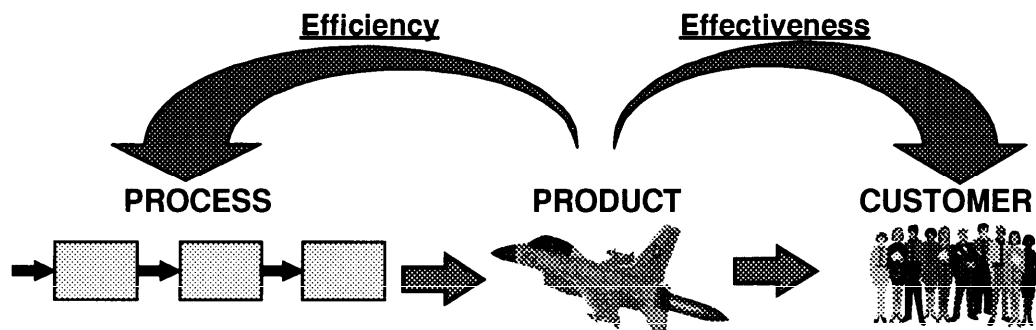 Efficiency
Effectiveness
PROCESS
PRODUCT
CUSTOMER